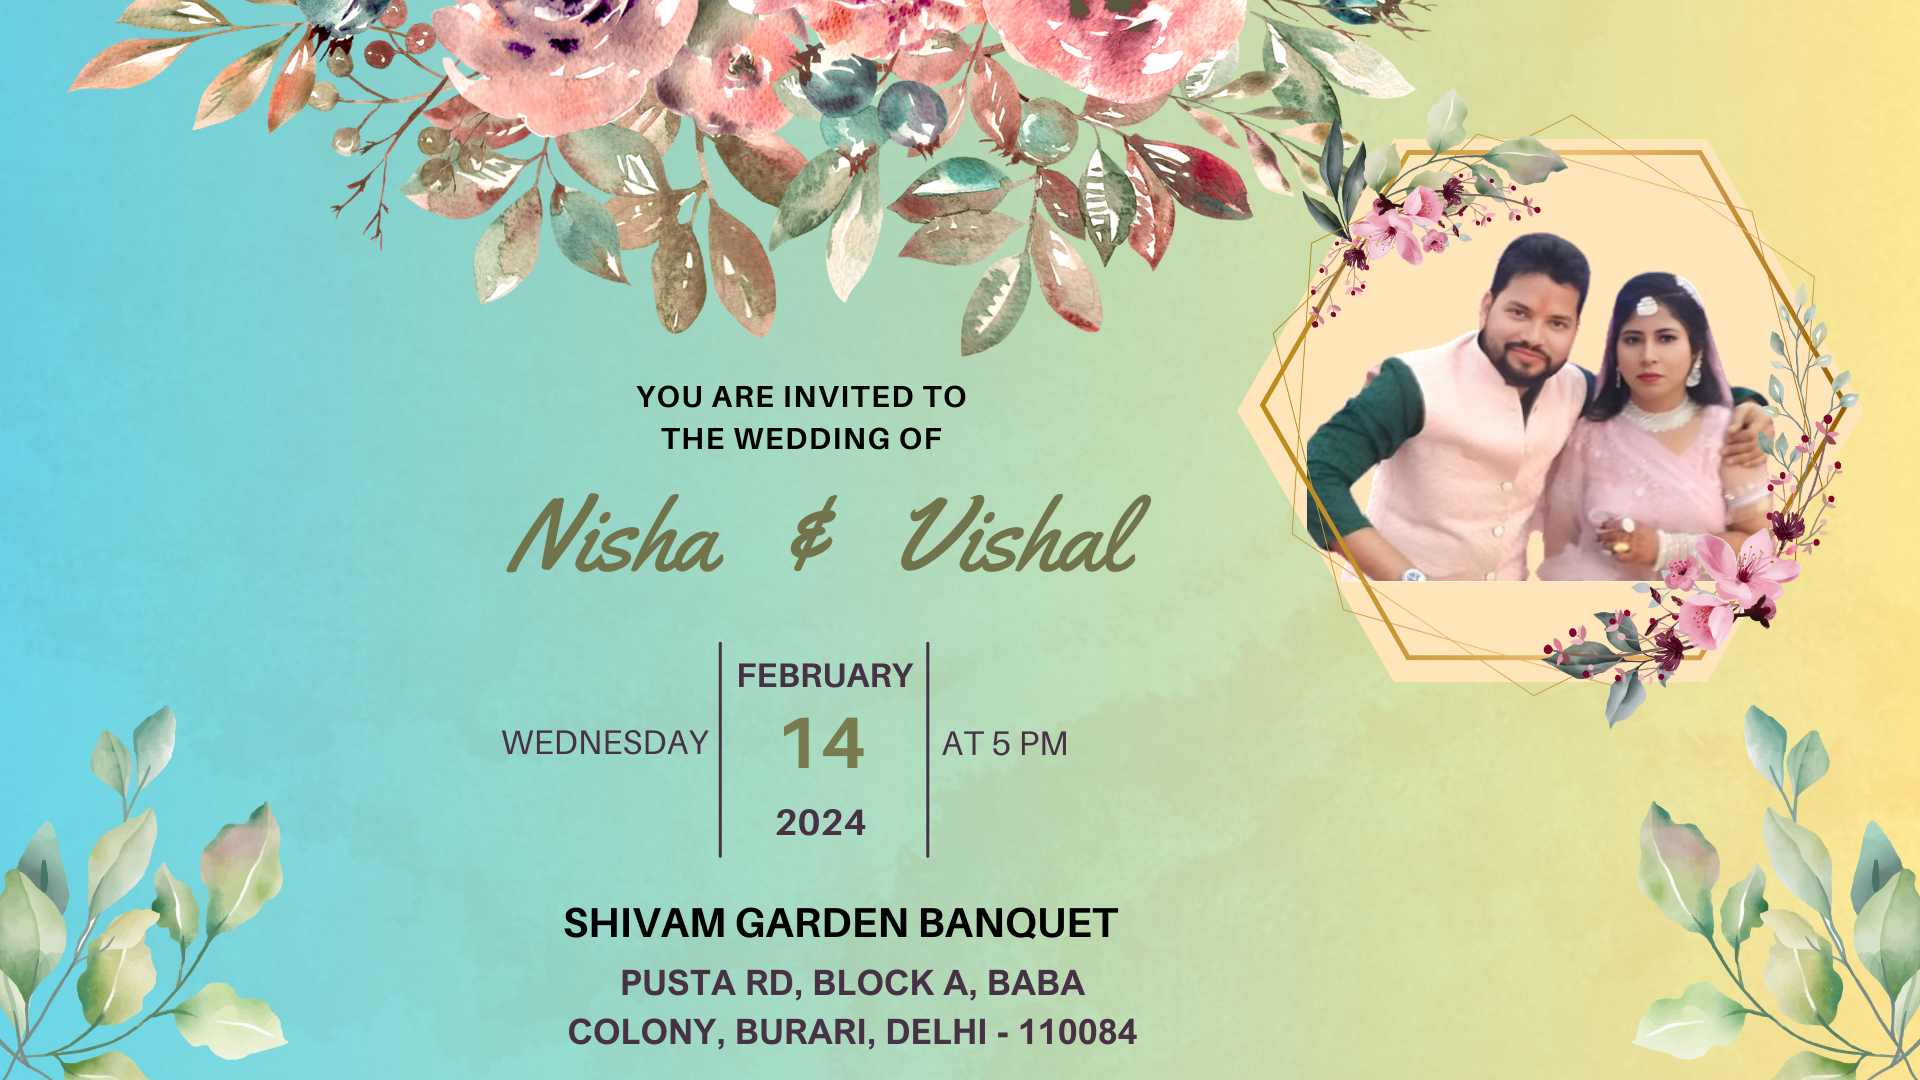 YOU ARE INVITED TO
THE WEDDING OF
Nisha & Vishal
FEBRUARY
WEDNESDAY 14 AT 5 PM
2024
SHIVAM GARDEN BANQUET
PUSTA RD, BLOCK A, BABA
COLONY, BURARI, DELHI - 110084